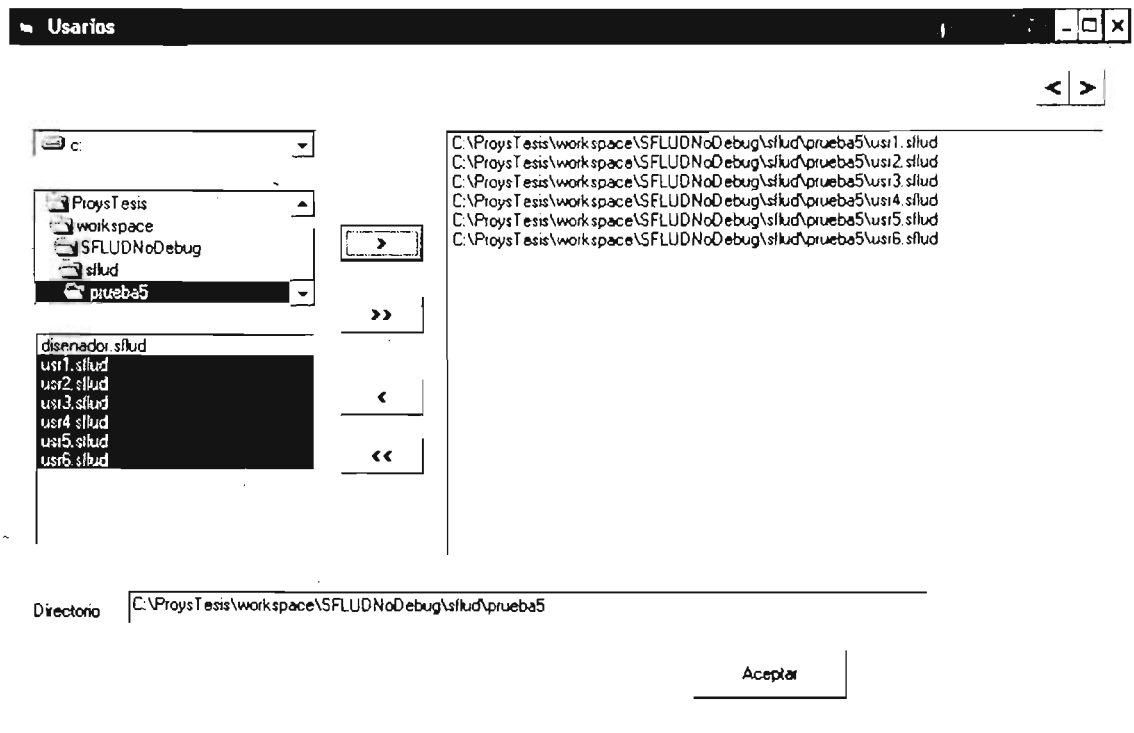 Usarios
< >
c:
ProysTesis
workspace
SFLUDNoDebug
sflud
prueba5
disenador.sflud
usr1.sflud
usr2.sflud
usr3.sflud
usr4.sflud
usr5.sflud
usr6.sflud
>
>>
<
<<
C:\ProysTesis\workspace\SFLUDNoDebug\sflud\prueba5\usr1.sflud
C:\ProysTesis\workspace\SFLUDNoDebug\sflud\prueba5\usr2.sflud
C:\ProysTesis\workspace\SFLUDNoDebug\sflud\prueba5\usr3.sflud
C:\ProysTesis\workspace\SFLUDNoDebug\sflud\prueba5\usr4.sflud
C:\ProysTesis\workspace\SFLUDNoDebug\sflud\prueba5\usr5.sflud
C:\ProysTesis\workspace\SFLUDNoDebug\sflud\prueba5\usr6.sflud
Directorio C:\ProysTesis\workspace\SFLUDNoDebug\sflud\prueba5
Aceptar